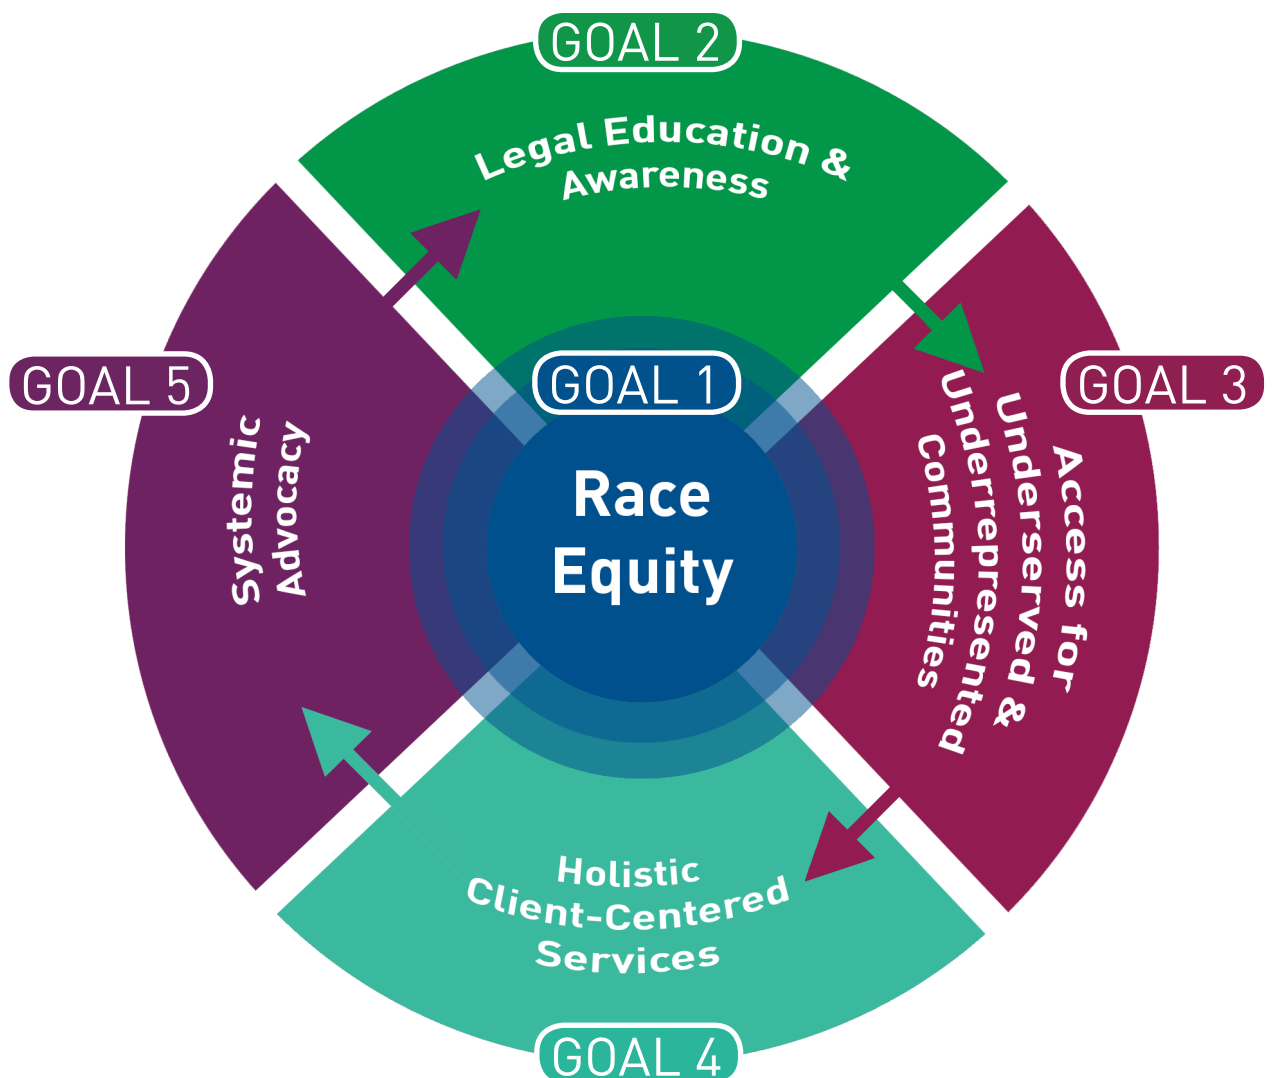 GOAL 2
Legal Education &
Awareness
GOAL 1
Race
Equity
GOAL 3
Access for
Underserved &
Underrepresented
Communities
GOAL 4
Holistic
Client-Centered
Services
GOAL 5
Systemic
Advocacy